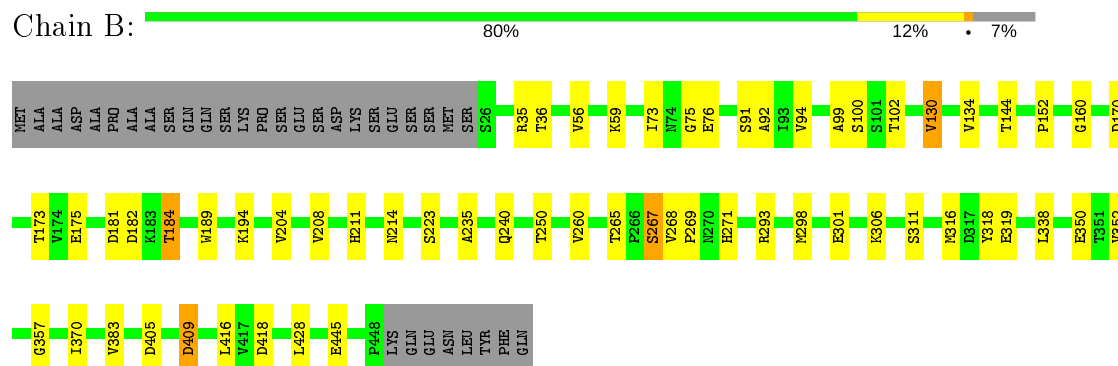 Chain B:
80% 12% • 7%
MET ALA ALA ASP ALA PRO ALA ALA SER GLN GLN SER LYS PRO SER GLU SER ASP LYS SER GLU SER SER MET SER S26 R35 T36 V56 K59 I73 N74 G75 E76 S91 A92 I93 V94 A99 S100 S101 T102 V130 V134 T144 P152 G160 D170
T173 V174 E175 D181 D182 K183 T184 W189 K194 V204 V208 H211 N214 S223 A235 Q240 T250 V260 T265 P266 S267 V268 P269 N270 H271 R293 M298 E301 K306 S311 M316 D317 Y318 E319 L338 E350 T351
G357 I370 V383 D405 D409 L416 V417 D418 L428 E445 P448 LYS GLN GLU ASN LEU TYR PHE GLN